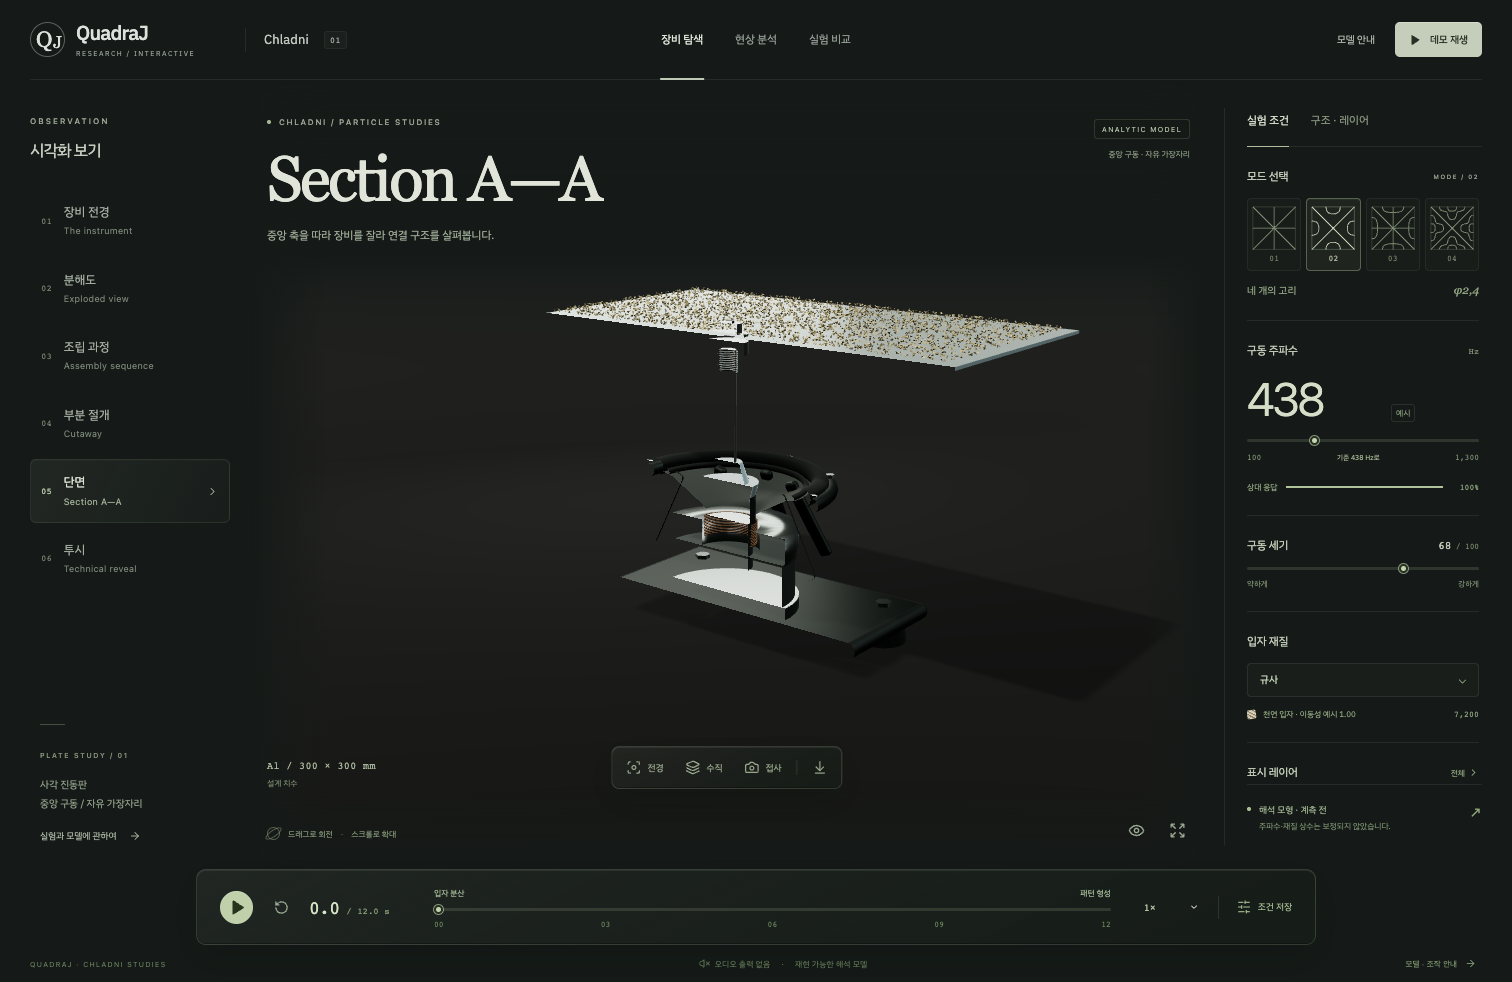 QJ QuadraJ
RESEARCH / INTERACTIVE
Chladni 01
장비 탐색 현상 분석 실험 비교
모델 안내 데모 재생
OBSERVATION
시각화 보기
01 장비 전경
The instrument
02 분해도
Exploded view
03 조립 과정
Assembly sequence
04 부분 절개
Cutaway
05 단면
Section A—A
06 투시
Technical reveal
PLATE STUDY / 01
사각 진동판
중앙 구동 / 자유 가장자리
실험과 모델에 관하여
CHLADNI / PARTICLE STUDIES
Section A—A
중앙 축을 따라 장비를 잘라 연결 구조를 살펴봅니다.
ANALYTIC MODEL
중앙 구동 · 자유 가장자리
Al / 300 × 300 mm
설계 치수
전경 수직 접사
드래그로 회전 · 스크롤로 확대
실험 조건 구조 · 레이어
모드 선택 MODE / 02
01 02 03 04
네 개의 고리 φ2,4
구동 주파수 Hz
438 예시
100 기준 438 Hz로 1,300
상대 응답 100%
구동 세기 68 / 100
약하게 강하게
입자 재질
규사
천연 입자 · 이동성 예시 1.00 7,200
표시 레이어 전체
해석 모형 · 계측 전
주파수·재질 상수는 보정되지 않았습니다.
0.0 / 12.0 s
입자 분산 패턴 형성
00 03 06 09 12
1×
조건 저장
QUADRAJ · CHLADNI STUDIES
오디오 출력 없음 · 재현 가능한 해석 모델
모델 · 조작 안내